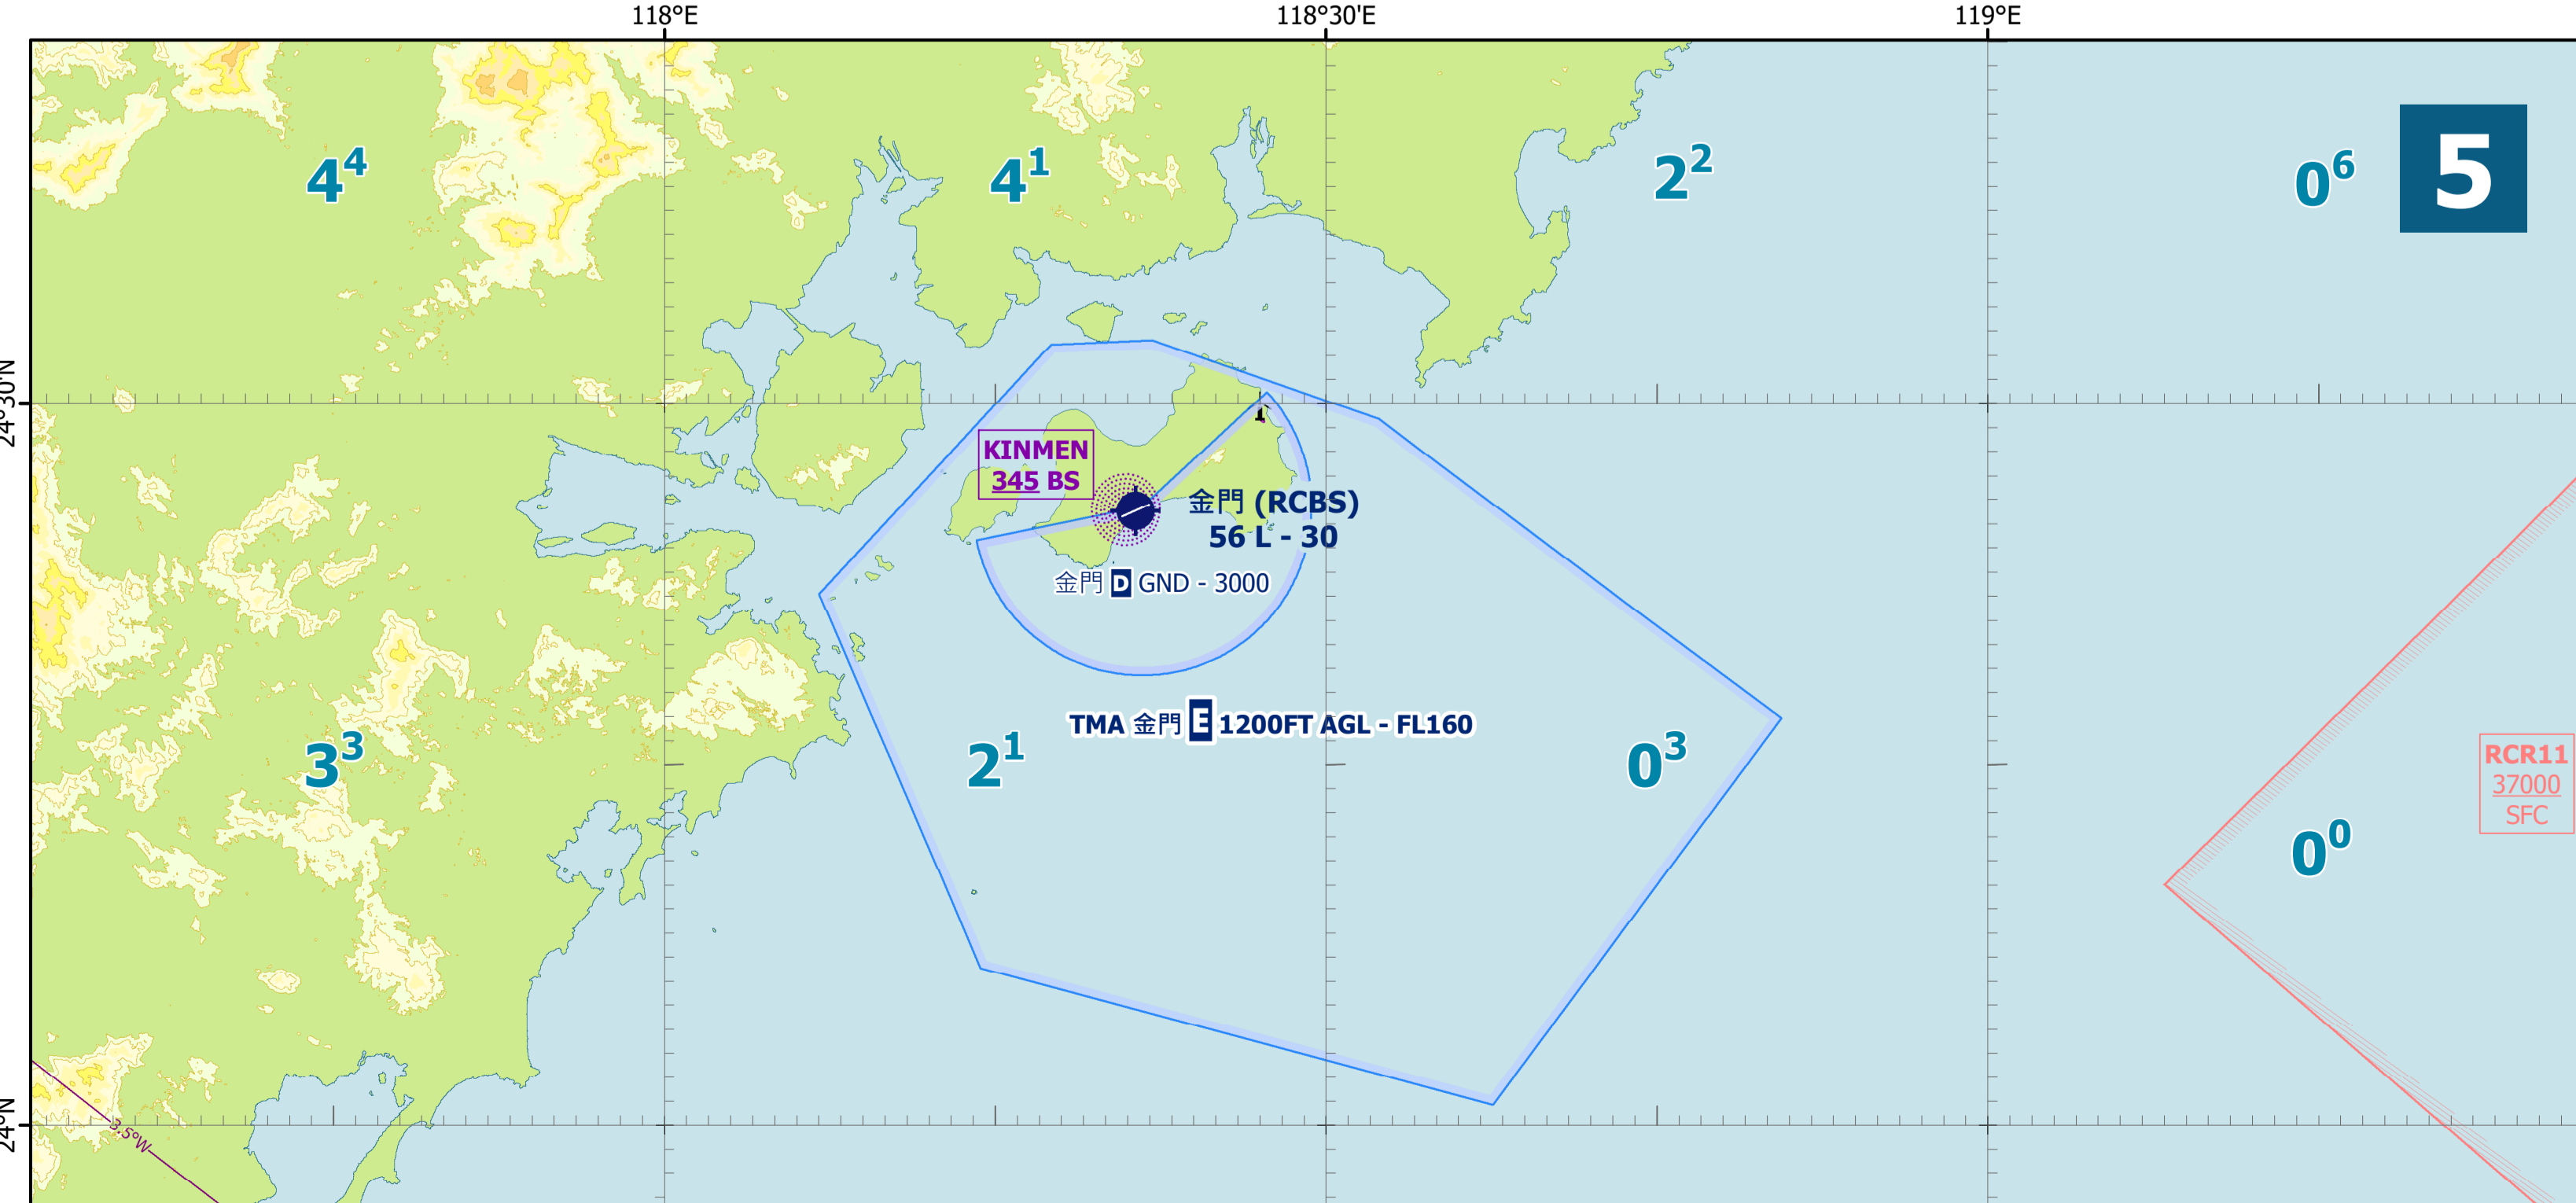 118°E
118°30'E
119°E
4⁴
4¹
2²
0⁶
5
24°30'N
KINMEN
345 BS
金門 (RCBS)
56 L - 30
金門 D GND - 3000
TMA 金門 E 1200FT AGL - FL160
3³
2¹
0³
RCR11
37000
SFC
0⁰
24°N
3.5°W